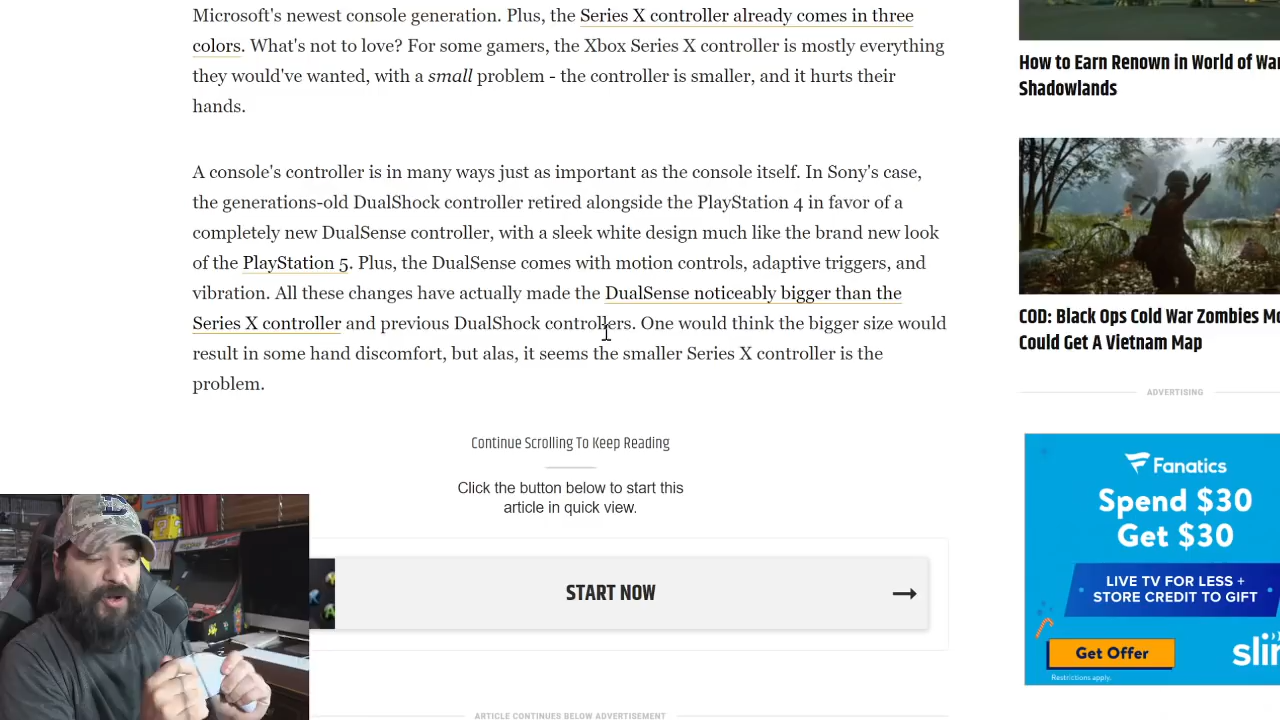 Microsoft's newest console generation. Plus, the Series X controller already comes in three
colors. What's not to love? For some gamers, the Xbox Series X controller is mostly everything
they would've wanted, with a small problem - the controller is smaller, and it hurts their
hands.
A console's controller is in many ways just as important as the console itself. In Sony's case,
the generations-old DualShock controller retired alongside the PlayStation 4 in favor of a
completely new DualSense controller, with a sleek white design much like the brand new look
of the PlayStation 5. Plus, the DualSense comes with motion controls, adaptive triggers, and
vibration. All these changes have actually made the DualSense noticeably bigger than the
Series X controller and previous DualShock controllers. One would think the bigger size would
result in some hand discomfort, but alas, it seems the smaller Series X controller is the
problem.
Continue Scrolling To Keep Reading
Click the button below to start this
article in quick view.
START NOW
ARTICLE CONTINUES BELOW ADVERTISEMENT
How to Earn Renown in World of War
Shadowlands
COD: Black Ops Cold War Zombies Mo
Could Get A Vietnam Map
ADVERTISING
Fanatics
Spend $30
Get $30
LIVE TV FOR LESS +
STORE CREDIT TO GIFT
Get Offer
slin
Restrictions apply.